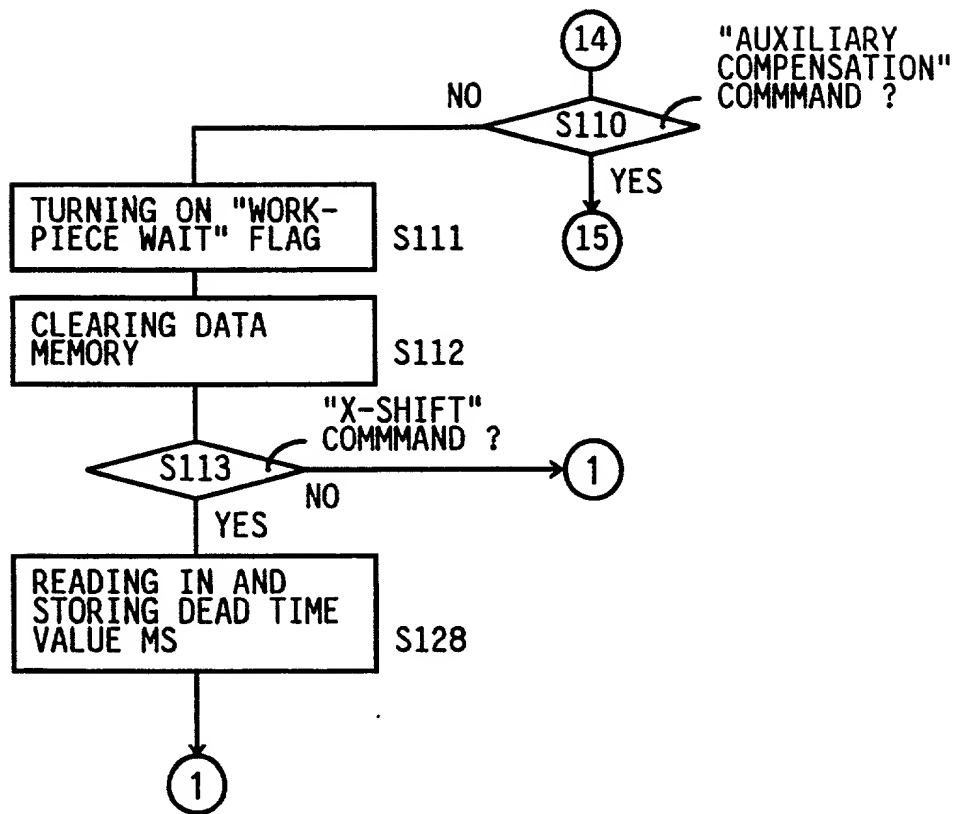 14
"AUXILIARY
COMPENSATION"
COMMMAND ?
NO
S110
YES
15
TURNING ON "WORK-
PIECE WAIT" FLAG
S111
CLEARING DATA
MEMORY
S112
"X-SHIFT"
COMMMAND ?
S113
1
NO
YES
READING IN AND
STORING DEAD TIME
VALUE MS
S128
1